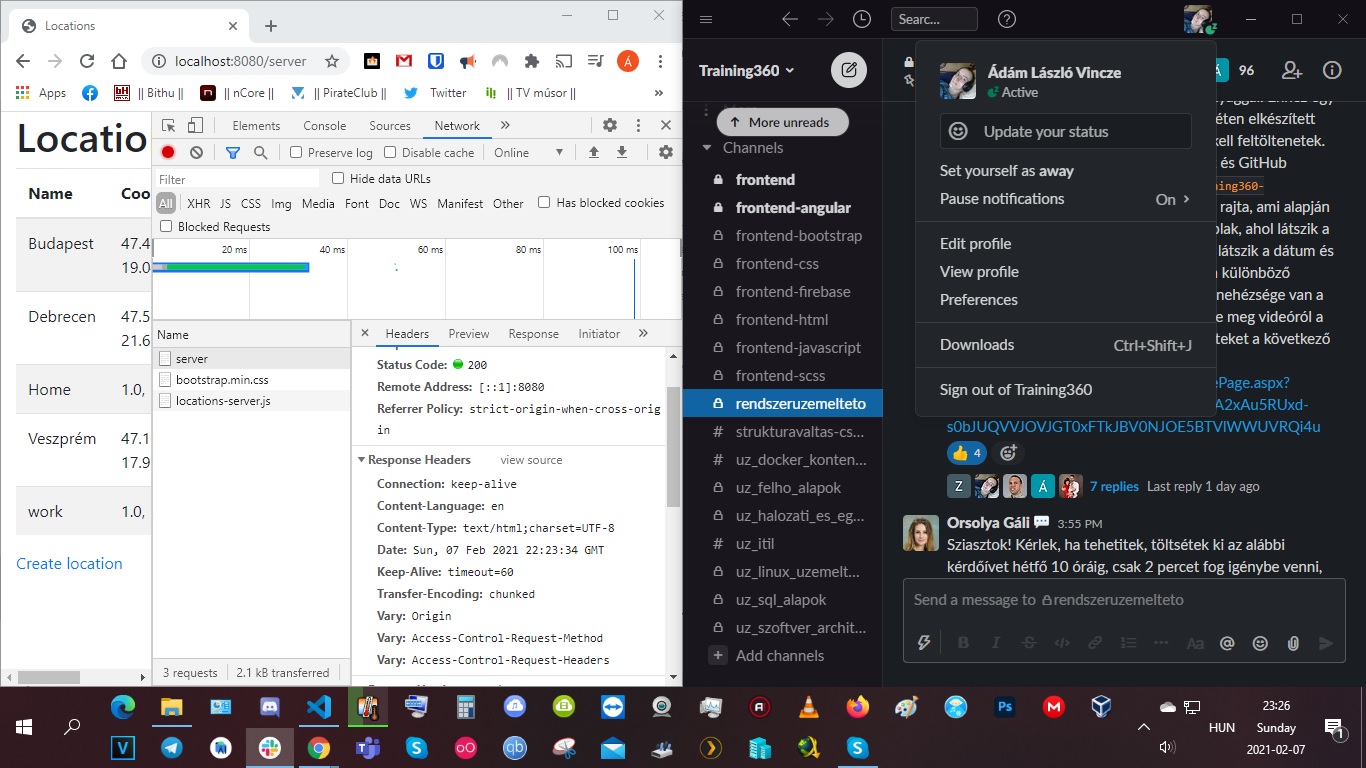 Locations
localhost:8080/server
Á
Apps
|| Bithu ||
|| nCore ||
|| PirateClub ||
Twitter
|| TV műsor ||
»
Locatio
Name
Coo
Budapest
47.4
19.0
Debrecen
47.5
21.6
Home
1.0,
Veszprém
47.1
17.9
work
1.0,
Create location
Elements
Console
Sources
Network
»
Preserve log
Disable cache
Online
Filter
Hide data URLs
All
XHR
JS
CSS
Img
Media
Font
Doc
WS
Manifest
Other
Has blocked cookies
Blocked Requests
20 ms
40 ms
60 ms
80 ms
100 ms
Name
server
bootstrap.min.css
locations-server.js
3 requests
2.1 kB transferred
Headers
Preview
Response
Initiator
»
Status Code: 200
Remote Address: [::1]:8080
Referrer Policy: strict-origin-when-cross-orig
in
Response Headers
view source
Connection: keep-alive
Content-Language: en
Content-Type: text/html;charset=UTF-8
Date: Sun, 07 Feb 2021 22:23:34 GMT
Keep-Alive: timeout=60
Transfer-Encoding: chunked
Vary: Origin
Vary: Access-Control-Request-Method
Vary: Access-Control-Request-Headers
Searc...
Training360
More unreads
Channels
frontend
frontend-angular
frontend-bootstrap
frontend-css
frontend-firebase
frontend-html
frontend-javascript
frontend-scss
rendszeruzemelteto
# strukturavaltas-cs...
uz_docker_konten...
uz_felho_alapok
uz_halozati_es_eg...
# uz_itil
uz_linux_uzemelt...
uz_sql_alapok
uz_szoftver_archit...
+ Add channels
Ádám László Vincze
Active
Update your status
Set yourself as away
Pause notifications
On
Edit profile
View profile
Preferences
Downloads
Ctrl+Shift+J
Sign out of Training360
96
éten elkészített
kell feltöltenetek.
és GitHub
ning360-
rajta, ami alapján
olak, ahol látszik a
látszik a dátum és
különböző
nehézsége van a
e meg videóról a
teket a következő
ePage.aspx?
A2xAu5RUxd-
s0bJUQVVJOVJGT0xFTkJBV0NJOE5BTVlWWUVRQi4u
4
Z
Á
7 replies
Last reply 1 day ago
Orsolya Gáli
3:55 PM
Sziasztok! Kérlek, ha tehetitek, töltsétek ki az alábbi
kérdőívet hétfő 10 óráig, csak 2 percet fog igénybe venni,
Send a message to rendszeruzemelteto
23:26
HUN
Sunday
2021-02-07
1